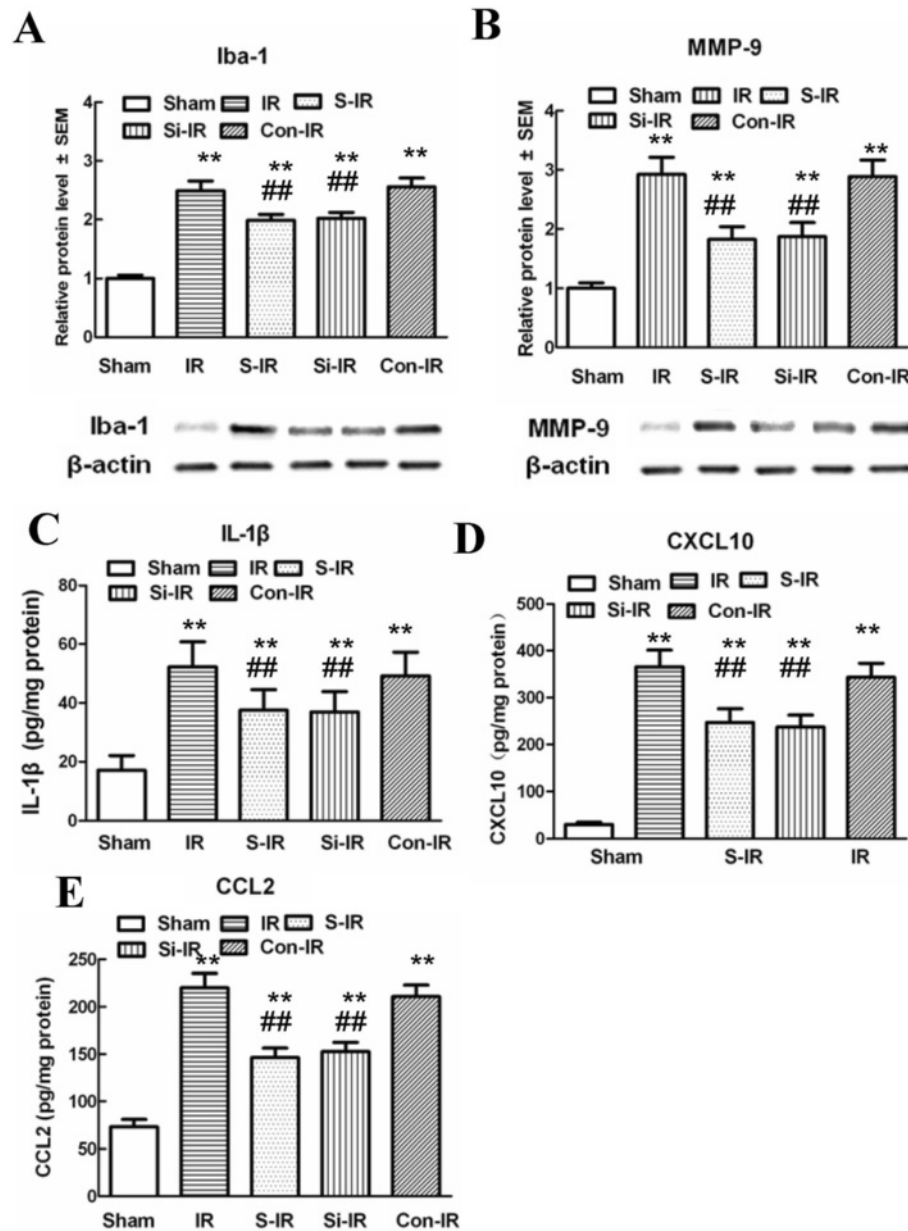 A
Iba-1
Sham IR S-IR
Si-IR Con-IR
Relative protein level ± SEM
4
3
2
1
0
**
**
##
**
##
**
Sham IR S-IR Si-IR Con-IR
Iba-1
β-actin
B
MMP-9
Sham IR S-IR
Si-IR Con-IR
Relative protein level ± SEM
4
3
2
1
0
**
**
##
**
##
**
Sham IR S-IR Si-IR Con-IR
MMP-9
β-actin
C
IL-1β
Sham IR S-IR
Si-IR Con-IR
IL-1β (pg/mg protein)
80
60
40
20
0
**
**
##
**
##
**
Sham IR S-IR Si-IR Con-IR
D
CXCL10
Sham IR S-IR
Si-IR Con-IR
CXCL10（pg/mg protein）
500
400
300
200
100
0
**
**
##
**
##
**
Sham S-IR IR
E
CCL2
Sham IR S-IR
Si-IR Con-IR
CCL2 (pg/mg protein)
250
200
150
100
50
0
**
**
##
**
##
**
Sham IR S-IR Si-IR Con-IR